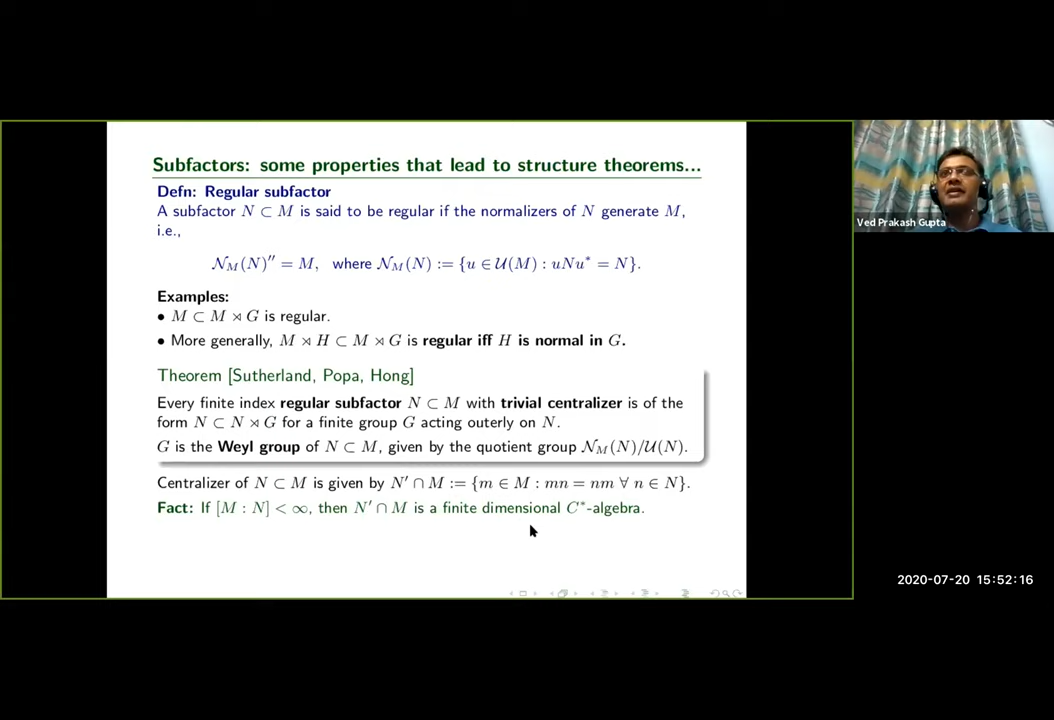 Subfactors: some properties that lead to structure theorems...
Defn: Regular subfactor
A subfactor N ⊂ M is said to be regular if the normalizers of N generate M,
i.e.,
𝒩_M(N)″ = M, where 𝒩_M(N) := {u ∈ 𝒰(M) : uNu* = N}.
Ved Prakash Gupta
Examples:
• M ⊂ M ⋊ G is regular.
• More generally, M ⋊ H ⊂ M ⋊ G is regular iff H is normal in G.
Theorem [Sutherland, Popa, Hong]
Every finite index regular subfactor N ⊂ M with trivial centralizer is of the
form N ⊂ N ⋊ G for a finite group G acting outerly on N.
G is the Weyl group of N ⊂ M, given by the quotient group 𝒩_M(N)/𝒰(N).
Centralizer of N ⊂ M is given by N′ ∩ M := {m ∈ M : mn = nm ∀ n ∈ N}.
Fact: If [M : N] < ∞, then N′ ∩ M is a finite dimensional C*-algebra.
2020-07-20 15:52:16